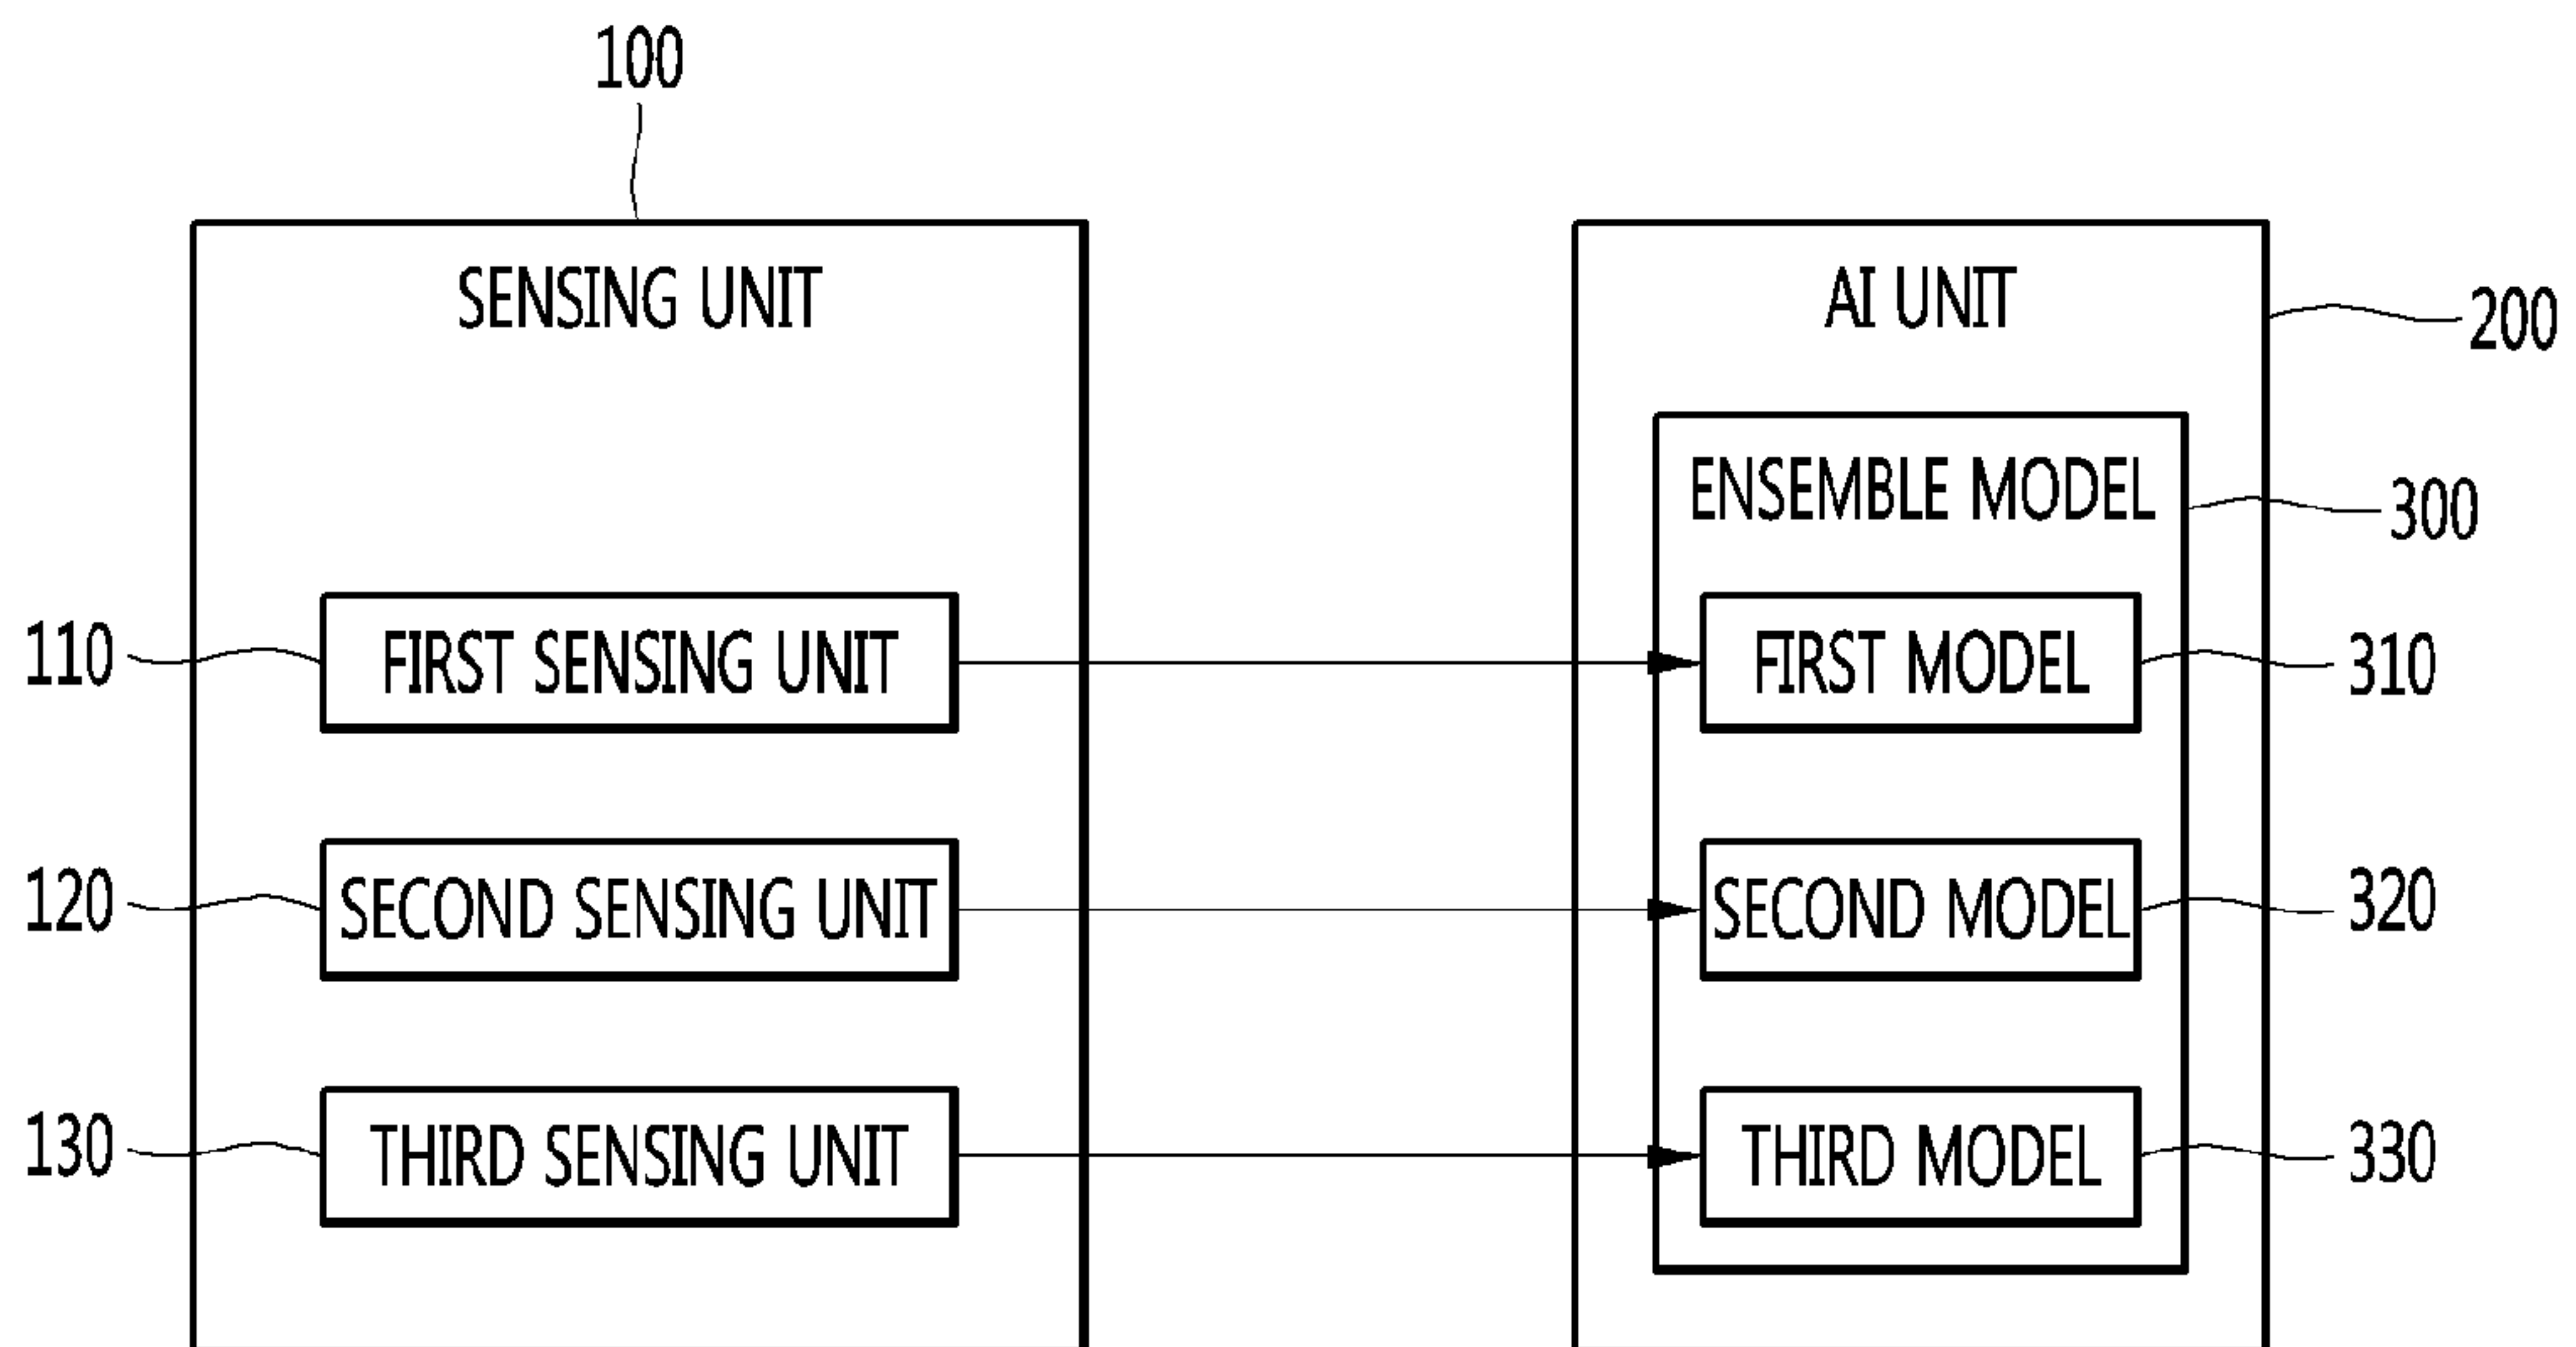 100
SENSING UNIT
AI UNIT
200
ENSEMBLE MODEL
300
110
FIRST SENSING UNIT
FIRST MODEL
310
120
SECOND SENSING UNIT
SECOND MODEL
320
130
THIRD SENSING UNIT
THIRD MODEL
330